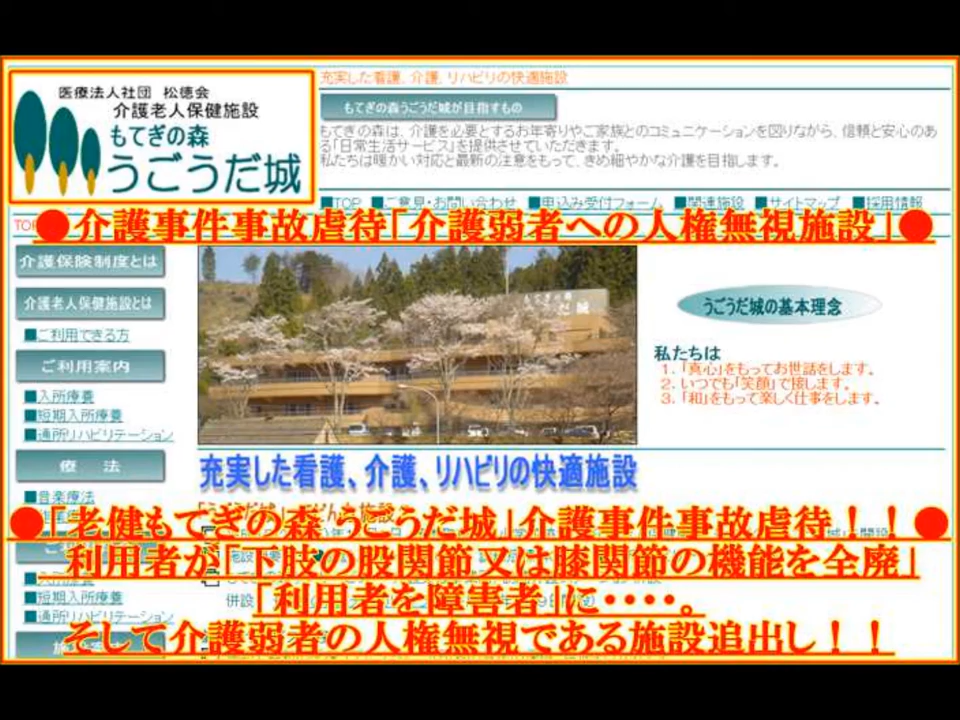 医療法人社団 松徳会
介護老人保健施設
もてぎの森
うごうだ城
充実した看護、介護、リハビリの快適施設
もてぎの森うごうだ城が目指すもの
もてぎの森は、介護を必要とするお年寄りやご家族とのコミュニケーションを図りながら、信頼と安心のあ
る「日常生活サービス」を提供させていただきます。
私たちは暖かい対応と最新の注意をもって、きめ細やかな介護を目指します。
■TOP ■ご意見・お問い合わせ ■申込み受付フォーム ■関連施設 ■サイトマップ ■採用情報
TOP
●介護事件事故虐待「介護弱者への人権無視施設」●
介護保険制度とは
介護老人保健施設とは
■ご利用できる方
ご利用案内
■入所療養
■短期入所療養
■通所リハビリテーション
療 法
■音楽療法
うごうだ城の基本理念
私たちは
1. 「真心」をもってお世話をします。
2. いつでも「笑顔」で接します。
3. 「和」をもって楽しく仕事をします。
充実した看護、介護、リハビリの快適施設
●「老健もてぎの森 うごうだ城」介護事件事故虐待！！●
利用者が「下肢の股関節又は膝関節の機能を全廃」
「利用者を障害者」た・・・・。
そして介護弱者の人権無視である施設追出し！！
■入所療養
■短期入所療養
■通所リハビリテーション
併設